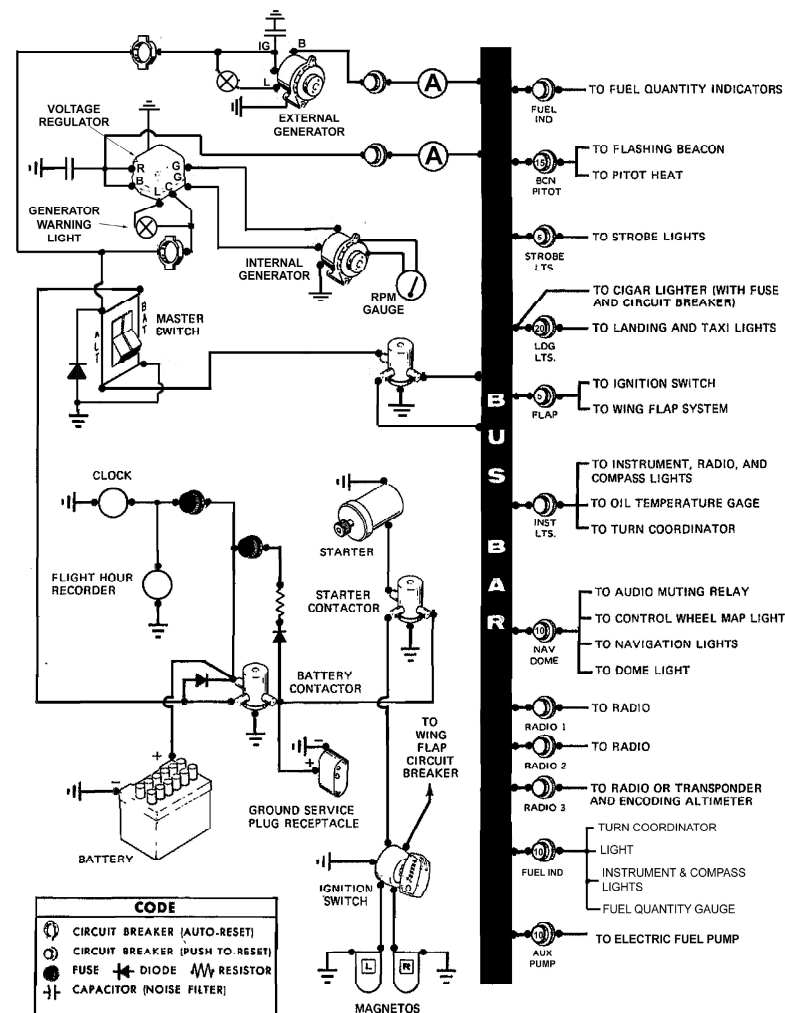 IG
B
L
EXTERNAL
GENERATOR
A
VOLTAGE
REGULATOR
R
B
L
C
G
G
A
GENERATOR
WARNING
LIGHT
INTERNAL
GENERATOR
RPM
GAUGE
BAT
ALT
MASTER
SWITCH
CLOCK
FLIGHT HOUR
RECORDER
STARTER
STARTER
CONTACTOR
BATTERY
CONTACTOR
+
-
BATTERY
-
+
GROUND SERVICE
PLUG RECEPTACLE
TO
WING
FLAP
CIRCUIT
BREAKER
IGNITION
SWITCH
L
R
MAGNETOS
BUS BAR
FUEL
IND
TO FUEL QUANTITY INDICATORS
15
BCN
PITOT
TO FLASHING BEACON
TO PITOT HEAT
5
STROBE
LTS
TO STROBE LIGHTS
TO CIGAR LIGHTER (WITH FUSE
AND CIRCUIT BREAKER)
20
LDG
LTS.
TO LANDING AND TAXI LIGHTS
5
FLAP
TO IGNITION SWITCH
TO WING FLAP SYSTEM
INST
LTS.
TO INSTRUMENT, RADIO, AND
COMPASS LIGHTS
TO OIL TEMPERATURE GAGE
TO TURN COORDINATOR
10
NAV
DOME
TO AUDIO MUTING RELAY
TO CONTROL WHEEL MAP LIGHT
TO NAVIGATION LIGHTS
TO DOME LIGHT
RADIO 1
TO RADIO
RADIO 2
TO RADIO
RADIO 3
TO RADIO OR TRANSPONDER
AND ENCODING ALTIMETER
10
FUEL IND
TURN COORDINATOR
LIGHT
INSTRUMENT & COMPASS
LIGHTS
FUEL QUANTITY GAUGE
10
AUX
PUMP
TO ELECTRIC FUEL PUMP
CODE
CIRCUIT BREAKER (AUTO-RESET)
CIRCUIT BREAKER (PUSH TO RESET)
FUSE DIODE RESISTOR
CAPACITOR (NOISE FILTER)